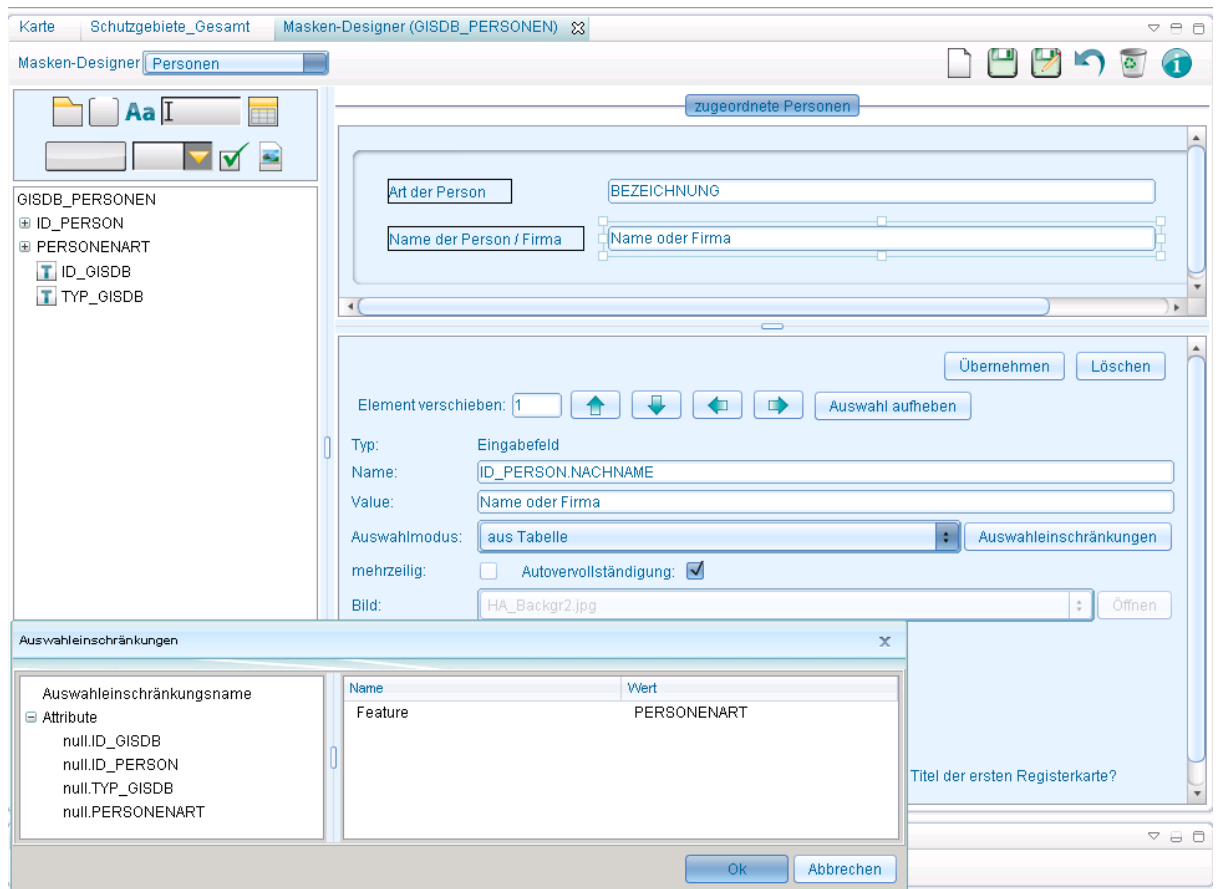 Karte Schutzgebiete_Gesamt Masken-Designer (GISDB_PERSONEN)
Masken-Designer Personen
Aa
zugeordnete Personen
GISDB_PERSONEN
ID_PERSON
PERSONENART
T ID_GISDB
T TYP_GISDB
Art der Person BEZEICHNUNG
Name der Person / Firma Name oder Firma
Übernehmen Löschen
Element verschieben: 1 Auswahl aufheben
Typ: Eingabefeld
Name: ID_PERSON.NACHNAME
Value: Name oder Firma
Auswahlmodus: aus Tabelle Auswahleinschränkungen
mehrzeilig: Autovervollständigung:
Bild: HA_Backgr2.jpg Öffnen
Titel der ersten Registerkarte?
Auswahleinschränkungen x
Auswahleinschränkungsname
Attribute
null.ID_GISDB
null.ID_PERSON
null.TYP_GISDB
null.PERSONENART
Name Wert
Feature PERSONENART
Ok Abbrechen